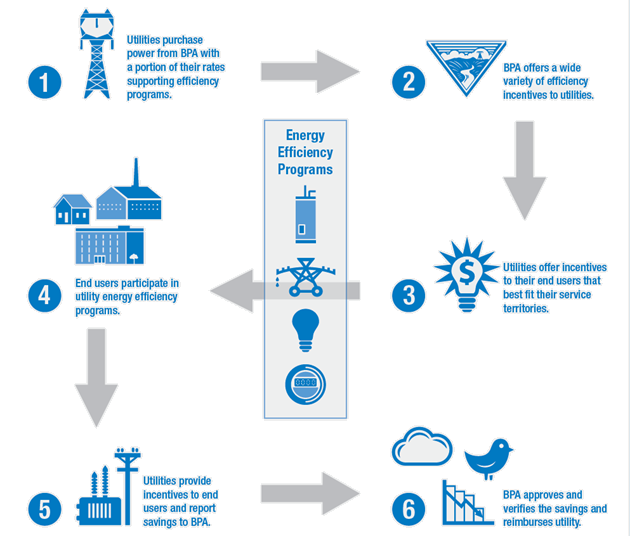 1
Utilities purchase
power from BPA with
a portion of their rates
supporting efficiency
programs.
2
BPA offers a wide
variety of efficiency
incentives to utilities.
Energy
Efficiency
Programs
3
$
Utilities offer incentives
to their end users that
best fit their service
territories.
4
End users participate in
utility energy efficiency
programs.
5
Utilities provide
incentives to end
users and report
savings to BPA.
6
BPA approves and
verifies the savings and
reimburses utility.